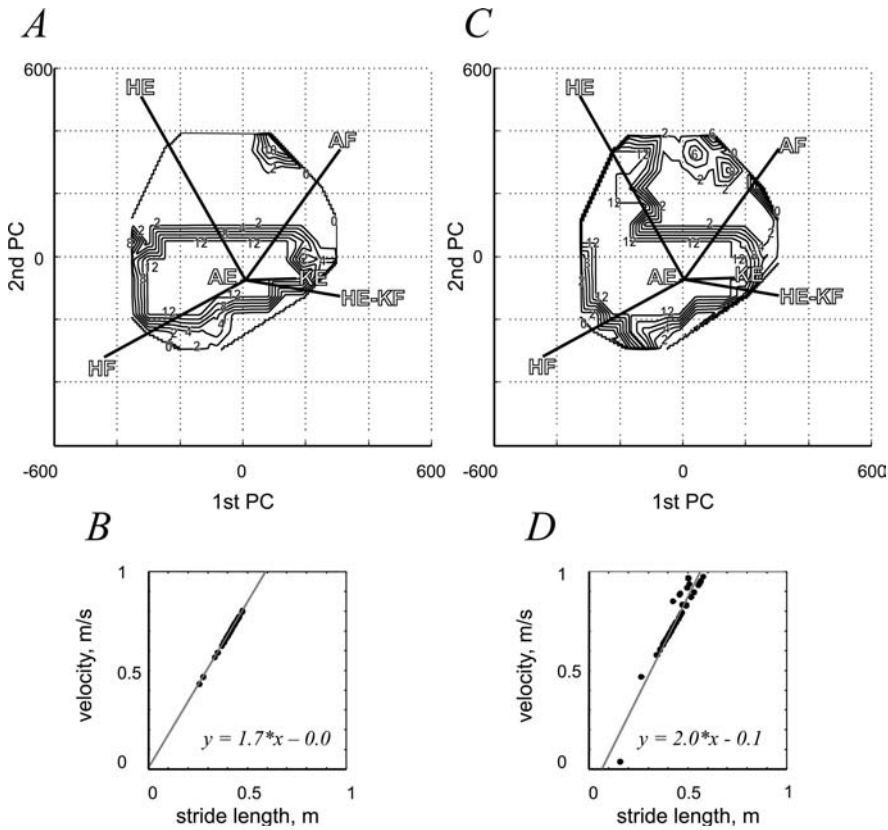 A
C
600
600
HE
AF
HE
AF
2nd PC
0
2nd PC
0
AE
KE
HE-KF
HF
AE
KE
HE-KF
HF
-600
0
600
-600
0
600
1st PC
1st PC
B
D
1
1
velocity, m/s
0.5
velocity, m/s
0.5
y = 1.7*x – 0.0
y = 2.0*x - 0.1
0
0
0
0.5
1
0
0.5
1
stride length, m
stride length, m